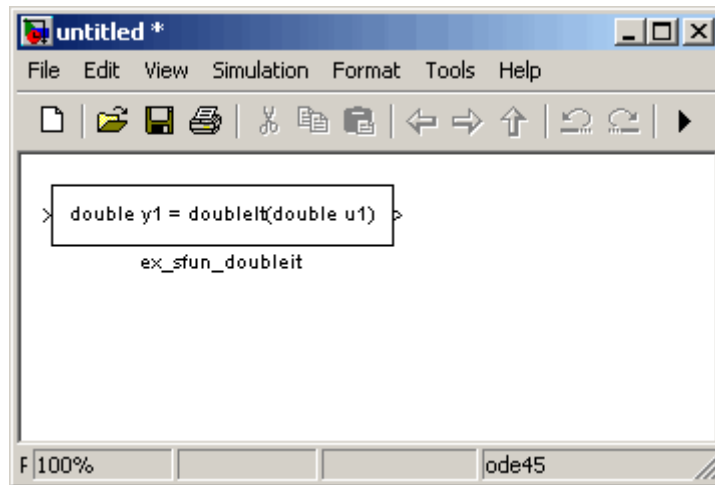 untitled *
File Edit View Simulation Format Tools Help
double y1 = doubleIt(double u1)
ex_sfun_doubleit
F 100% ode45